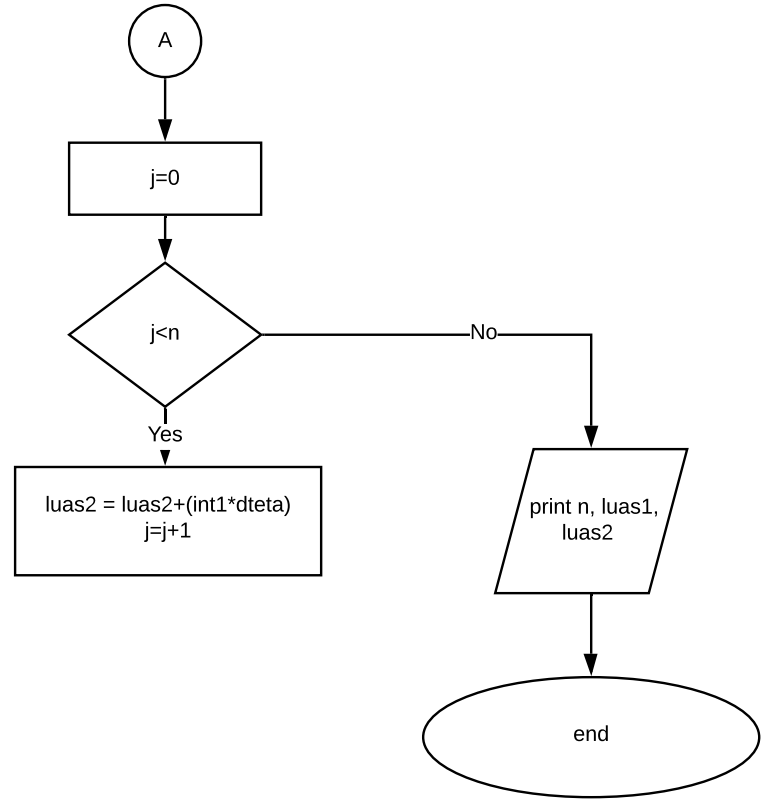 A
j=0
j<n
No
Yes
luas2 = luas2+(int1*dteta)
j=j+1
print n, luas1,
luas2
end